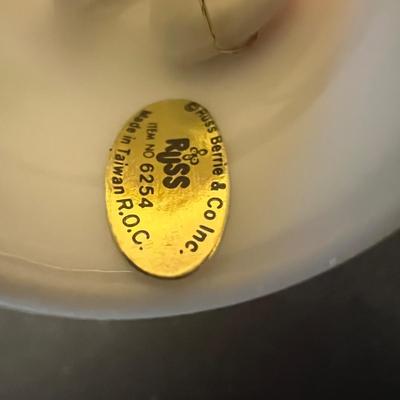 ©Russ Berrie & Co Inc.
RUSS
ITEM NO 6254
Made in Taiwan R.O.C.